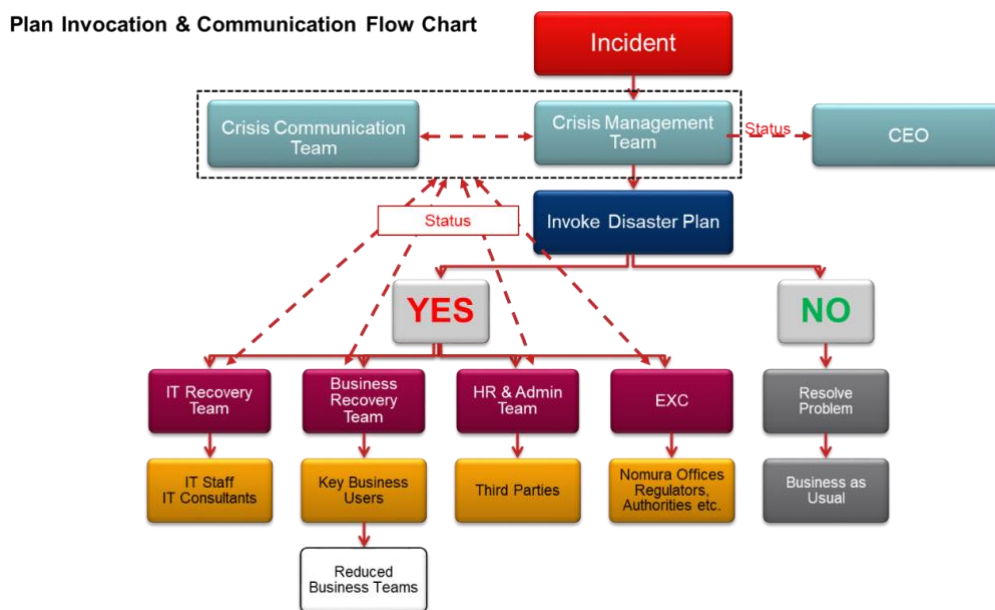 Plan Invocation & Communication Flow Chart
Incident
Crisis Communication
Team
Crisis Management
Team
Status
CEO
Status
Invoke Disaster Plan
YES
NO
IT Recovery
Team
Business
Recovery
Team
HR & Admin
Team
EXC
Resolve
Problem
IT Staff
IT Consultants
Key Business
Users
Third Parties
Nomura Offices
Regulators,
Authorities etc.
Business as
Usual
Reduced
Business Teams